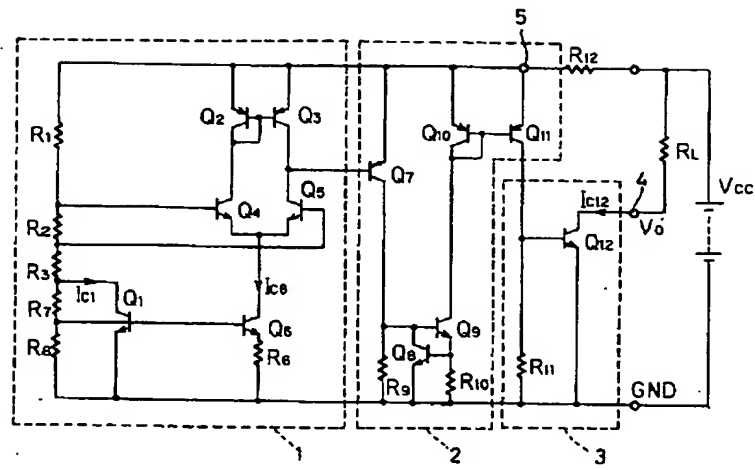 5
R12
Q2
Q3
Q10
Q11
R1
Q7
RL
Vcc
Q4
Q5
IC12
4
Vo
R2
Q12
R3
IC1
IC6
R7
Q1
Q6
Q9
Q8
R8
R6
R9
R10
R11
GND
1
2
3